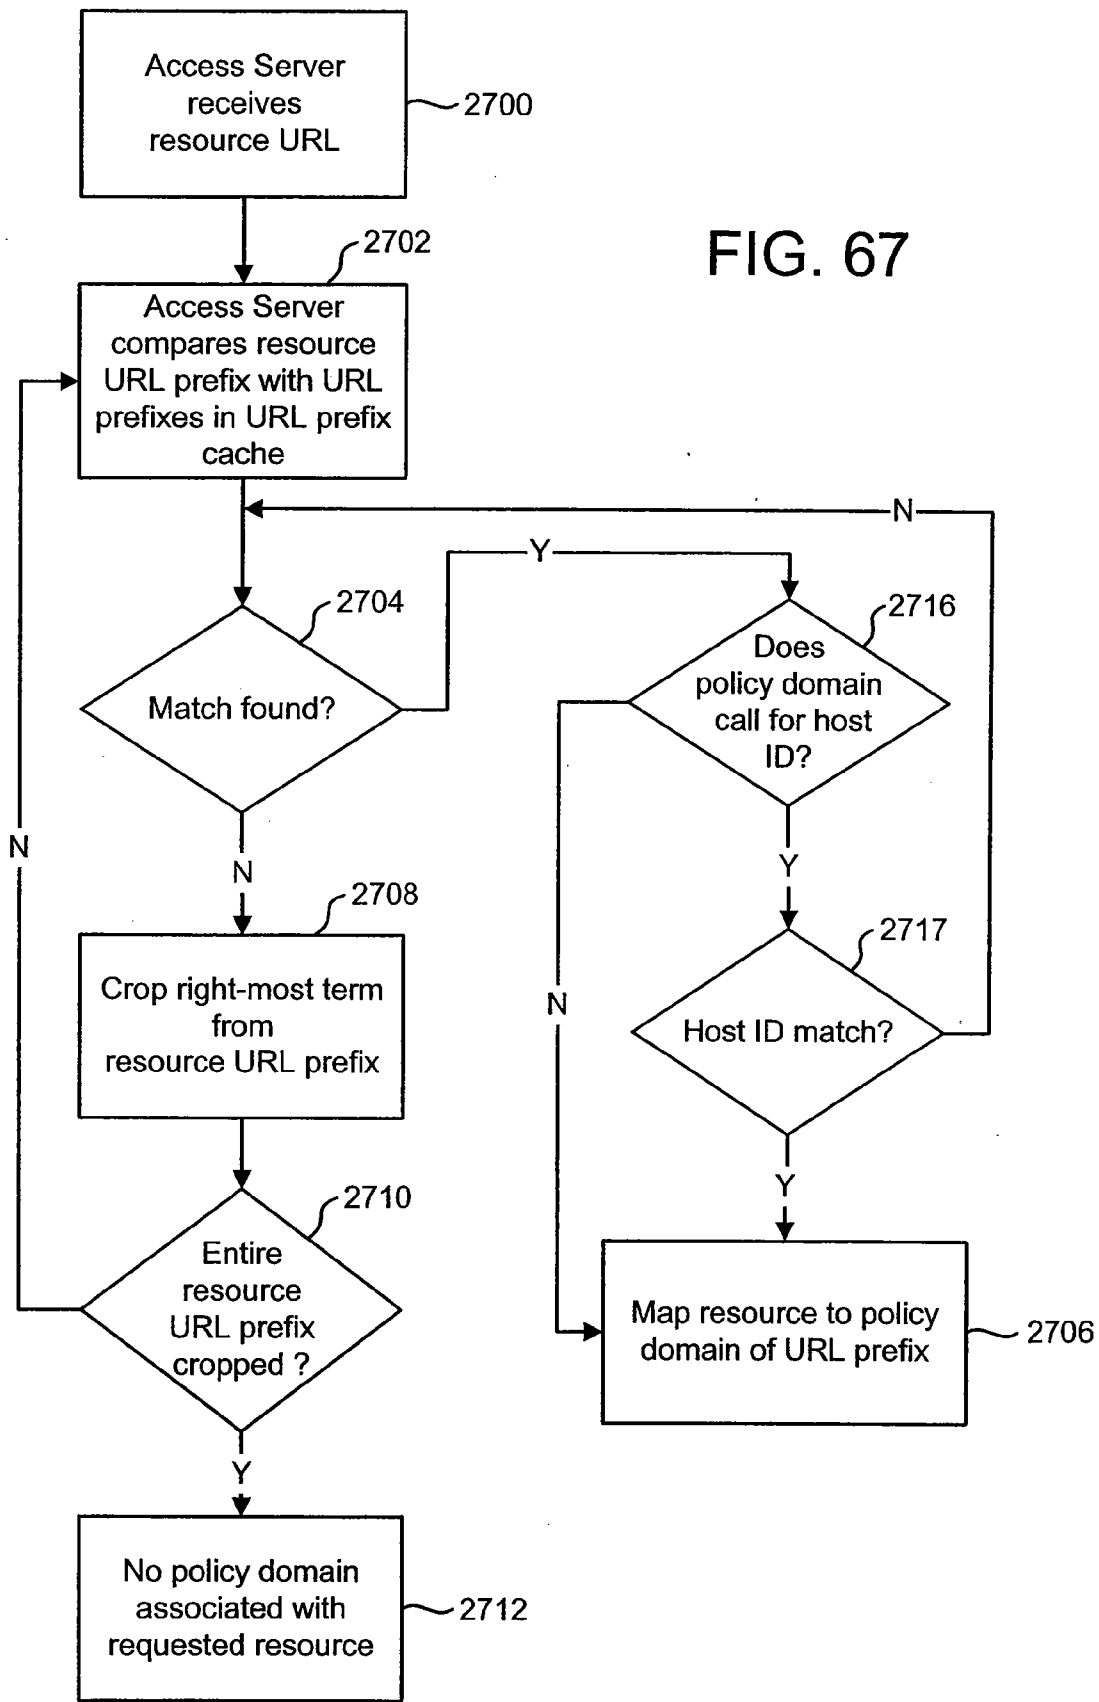 Access Server
receives
resource URL
2700
FIG. 67
2702
Access Server
compares resource
URL prefix with URL
prefixes in URL prefix
cache
N
Y
2704
Match found?
2716
Does
policy domain
call for host
ID?
N
N
Y
2708
Crop right-most term
from
resource URL prefix
2717
Host ID match?
N
Y
2710
Entire
resource
URL prefix
cropped ?
Map resource to policy
domain of URL prefix
2706
Y
No policy domain
associated with
requested resource
2712